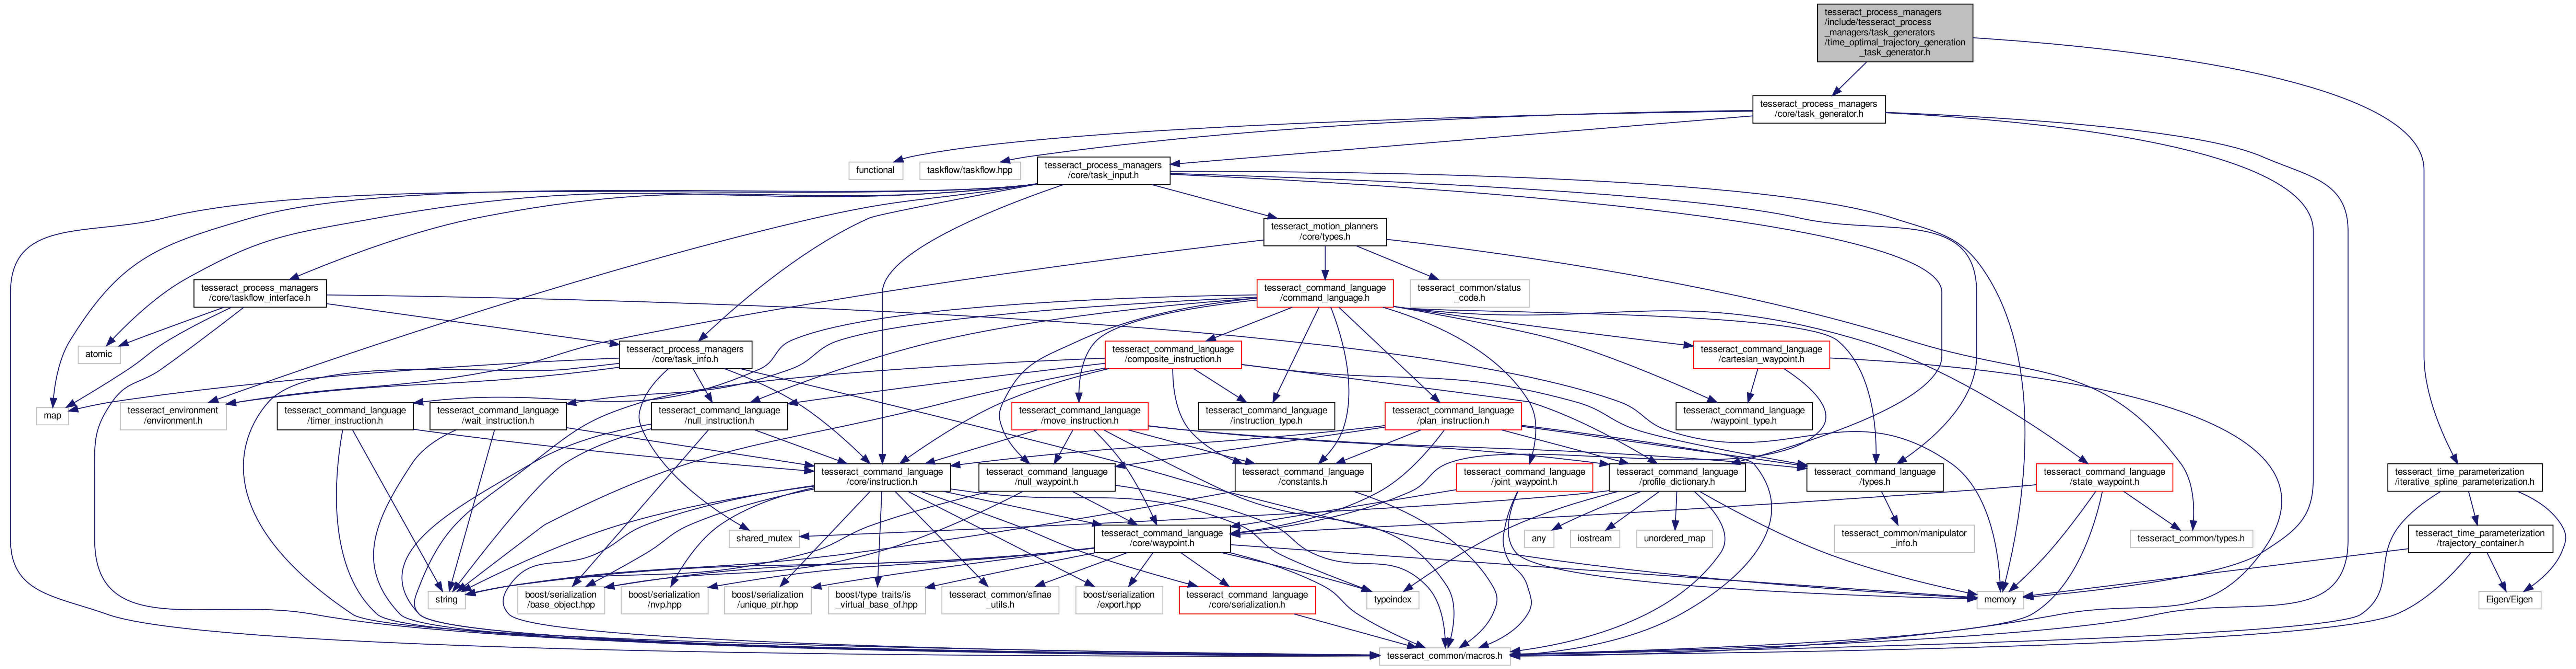 tesseract_process_managers
/include/tesseract_process
_managers/task_generators
/time_optimal_trajectory_generation
_task_generator.h
tesseract_process_managers
/core/task_generator.h
functional
taskflow/taskflow.hpp
tesseract_process_managers
/core/task_input.h
tesseract_motion_planners
/core/types.h
tesseract_process_managers
/core/taskflow_interface.h
tesseract_command_language
/command_language.h
tesseract_common/status
_code.h
atomic
tesseract_process_managers
/core/task_info.h
tesseract_command_language
/composite_instruction.h
tesseract_command_language
/cartesian_waypoint.h
map
tesseract_environment
/environment.h
tesseract_command_language
/timer_instruction.h
tesseract_command_language
/wait_instruction.h
tesseract_command_language
/null_instruction.h
tesseract_command_language
/move_instruction.h
tesseract_command_language
/instruction_type.h
tesseract_command_language
/plan_instruction.h
tesseract_command_language
/waypoint_type.h
tesseract_command_language
/core/instruction.h
tesseract_command_language
/null_waypoint.h
tesseract_command_language
/constants.h
tesseract_command_language
/joint_waypoint.h
tesseract_command_language
/profile_dictionary.h
tesseract_command_language
/types.h
tesseract_command_language
/state_waypoint.h
tesseract_time_parameterization
/iterative_spline_parameterization.h
shared_mutex
tesseract_command_language
/core/waypoint.h
any
iostream
unordered_map
tesseract_common/manipulator
_info.h
tesseract_common/types.h
tesseract_time_parameterization
/trajectory_container.h
string
boost/serialization
/base_object.hpp
boost/serialization
/nvp.hpp
boost/serialization
/unique_ptr.hpp
boost/type_traits/is
_virtual_base_of.hpp
tesseract_common/sfinae
_utils.h
boost/serialization
/export.hpp
tesseract_command_language
/core/serialization.h
typeindex
memory
Eigen/Eigen
tesseract_common/macros.h